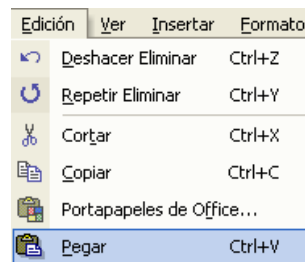 Edición Ver Insertar Formato
Deshacer Eliminar Ctrl+Z
Repetir Eliminar Ctrl+Y
Cortar Ctrl+X
Copiar Ctrl+C
Portapapeles de Office...
Pegar Ctrl+V